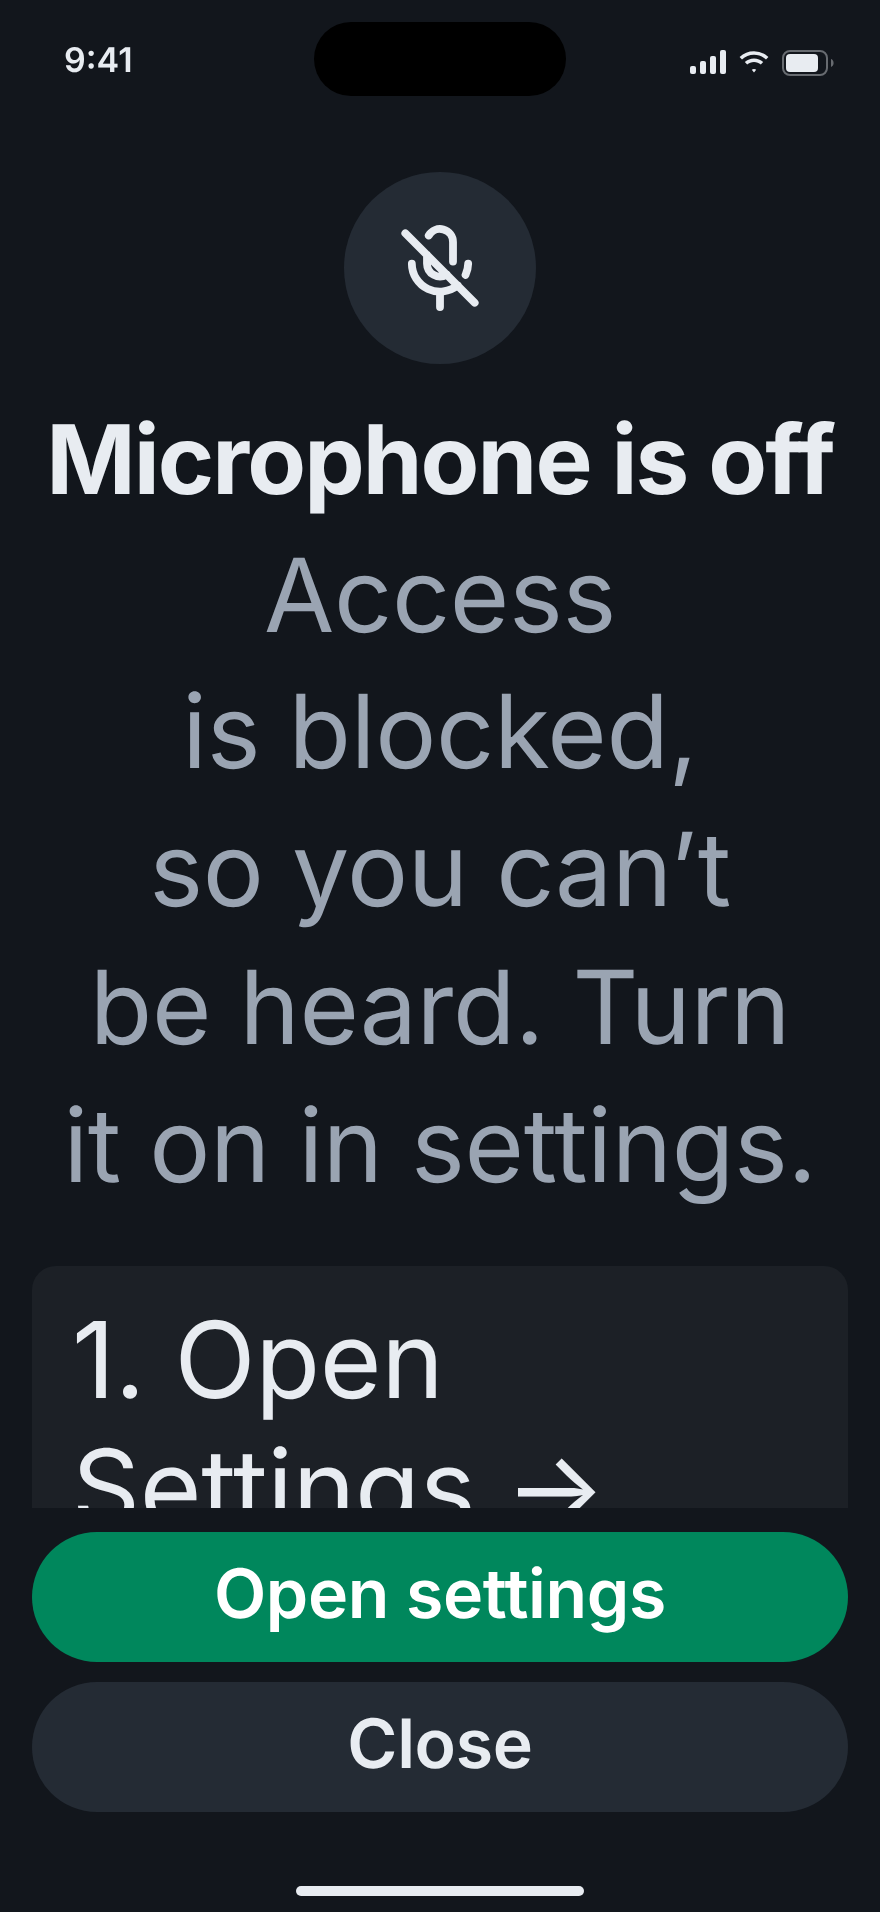 9:41
Microphone is off
Access
is blocked,
so you can’t
be heard. Turn
it on in settings.
1. Open
Settings →
Open settings
Close